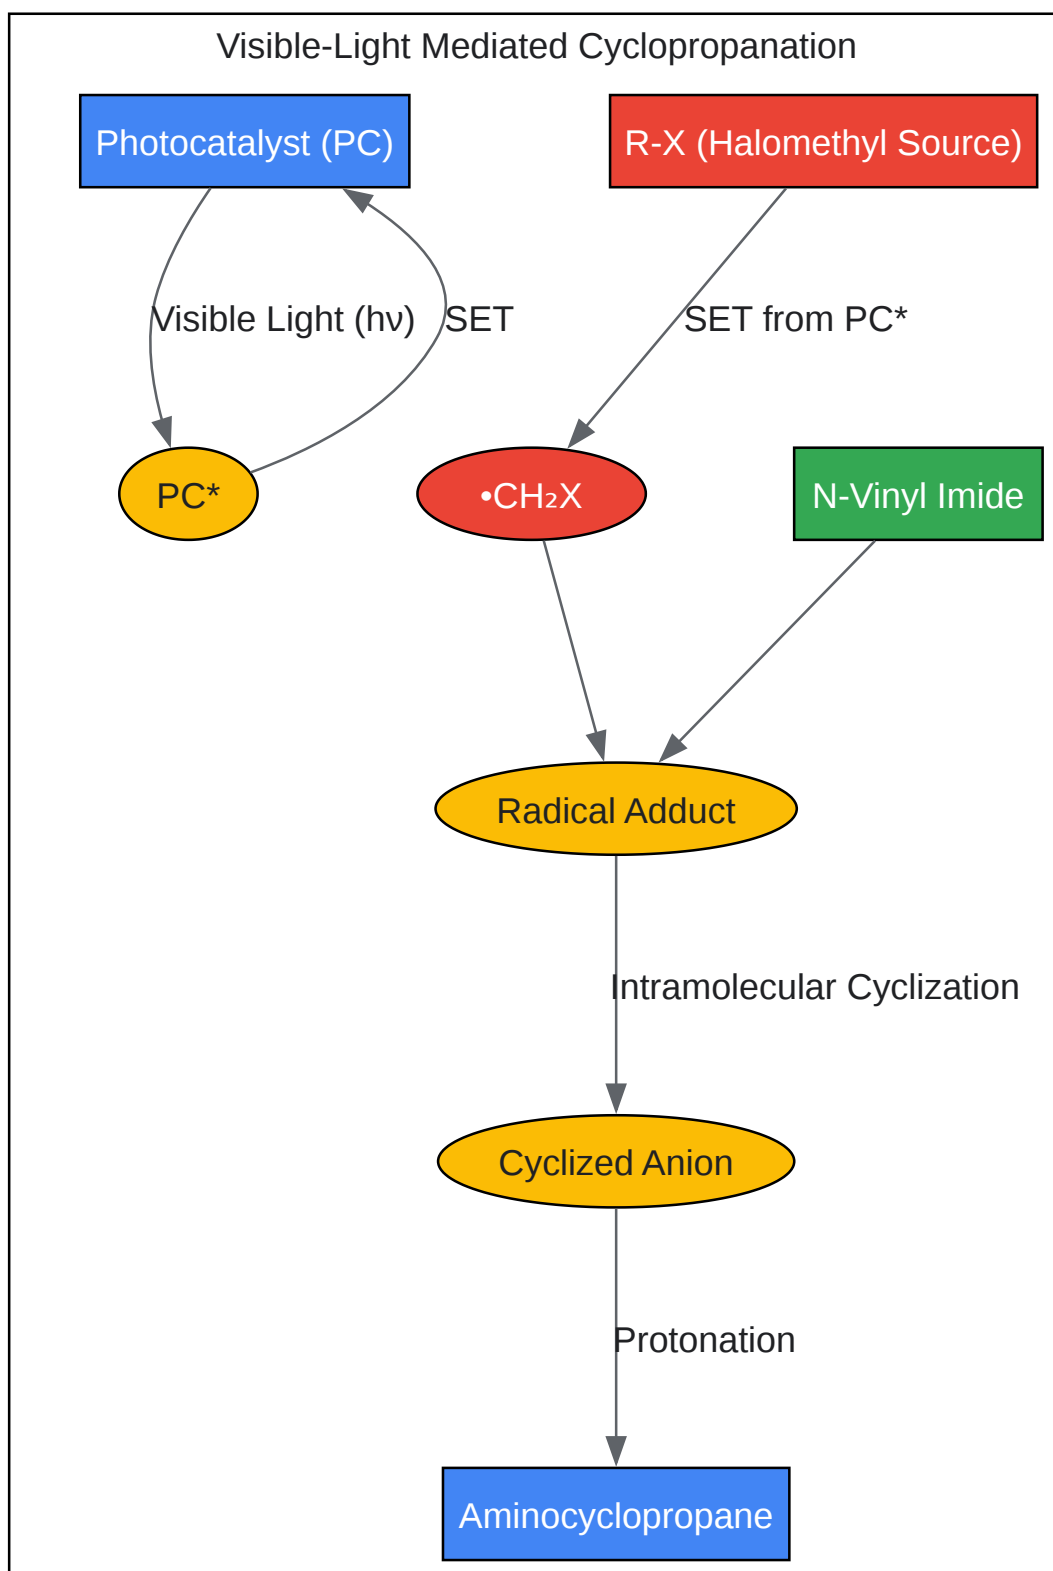 Visible-Light Mediated Cyclopropanation
Photocatalyst (PC)
R-X (Halomethyl Source)
Visible Light (hν)
SET
SET from PC*
PC*
•CH₂X
N-Vinyl Imide
Radical Adduct
Intramolecular Cyclization
Cyclized Anion
Protonation
Aminocyclopropane